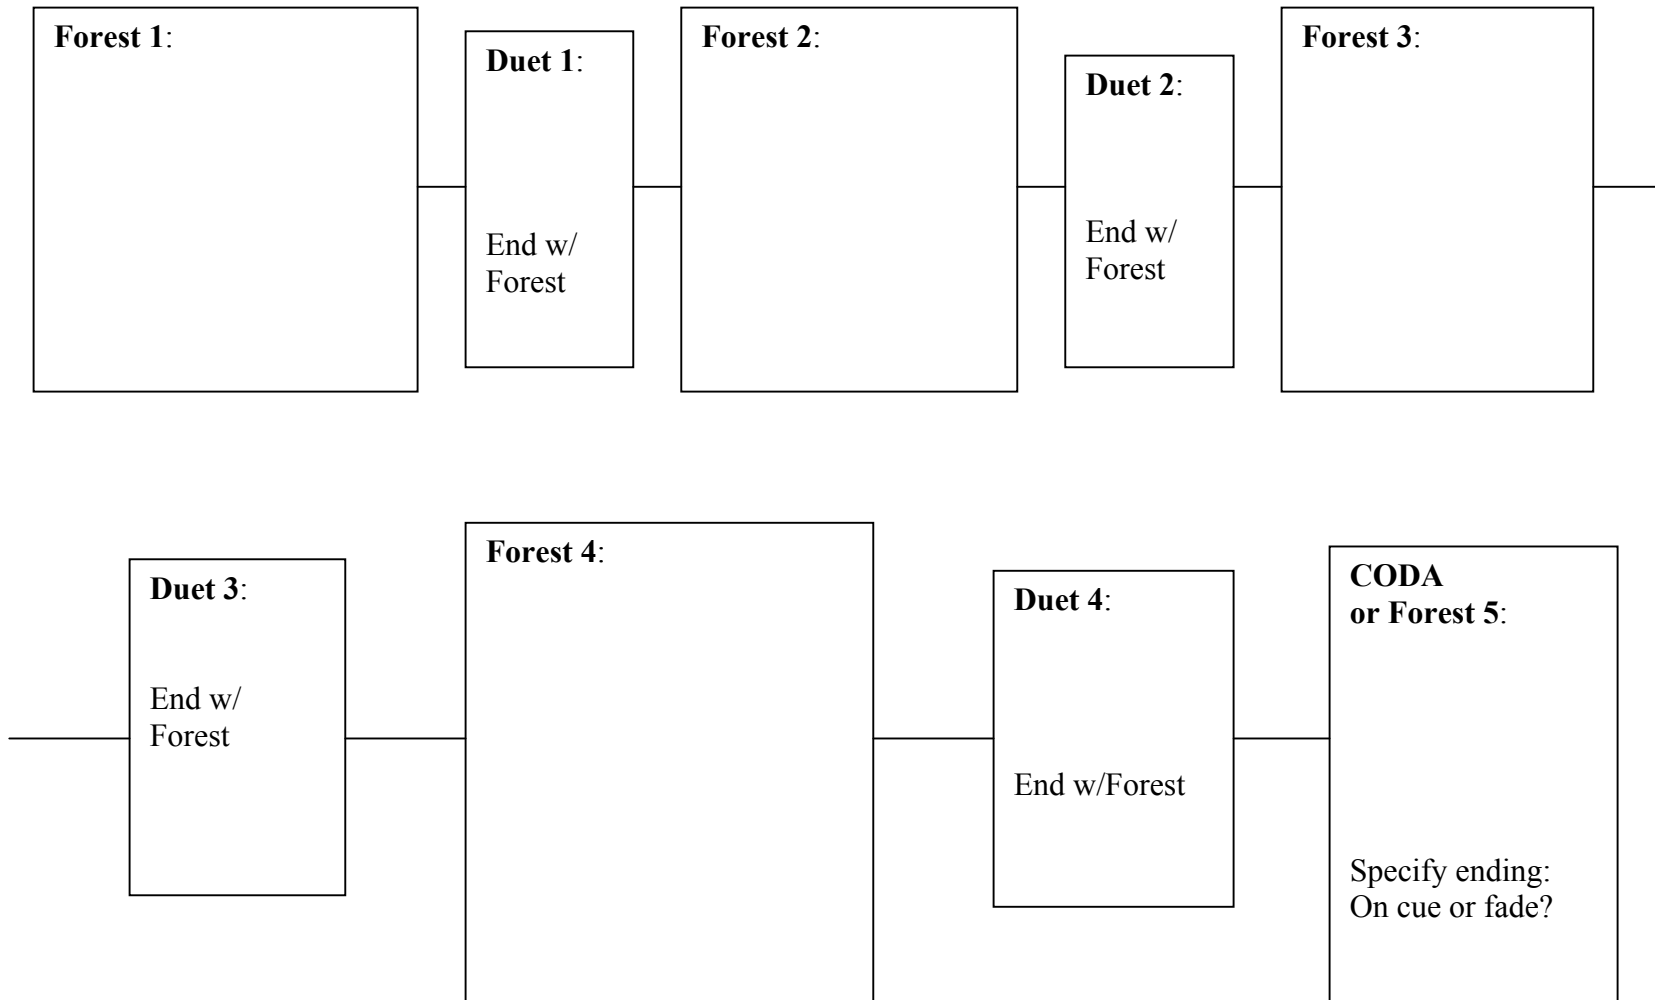 Forest 1:
Duet 1:
End w/
Forest
Forest 2:
Duet 2:
End w/
Forest
Forest 3:
Duet 3:
End w/
Forest
Forest 4:
Duet 4:
End w/Forest
CODA
or Forest 5:
Specify ending:
On cue or fade?